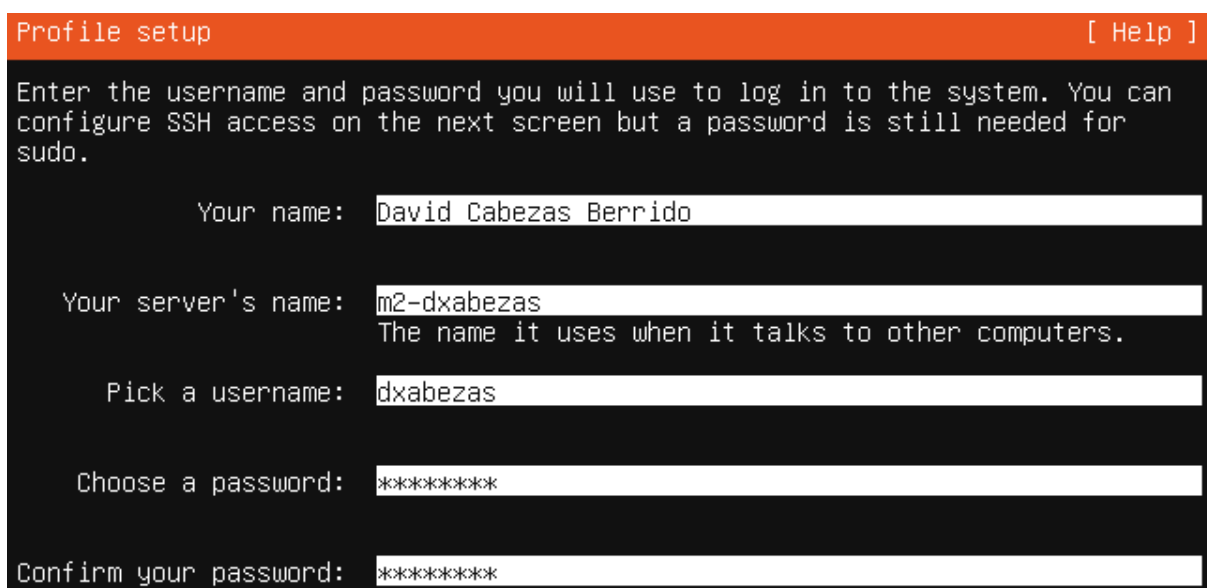 Profile setup [ Help ]
Enter the username and password you will use to log in to the system. You can
configure SSH access on the next screen but a password is still needed for
sudo.
Your name: David Cabezas Berrido
Your server's name: m2-dxabezas
The name it uses when it talks to other computers.
Pick a username: dxabezas
Choose a password: ********
Confirm your password: ********